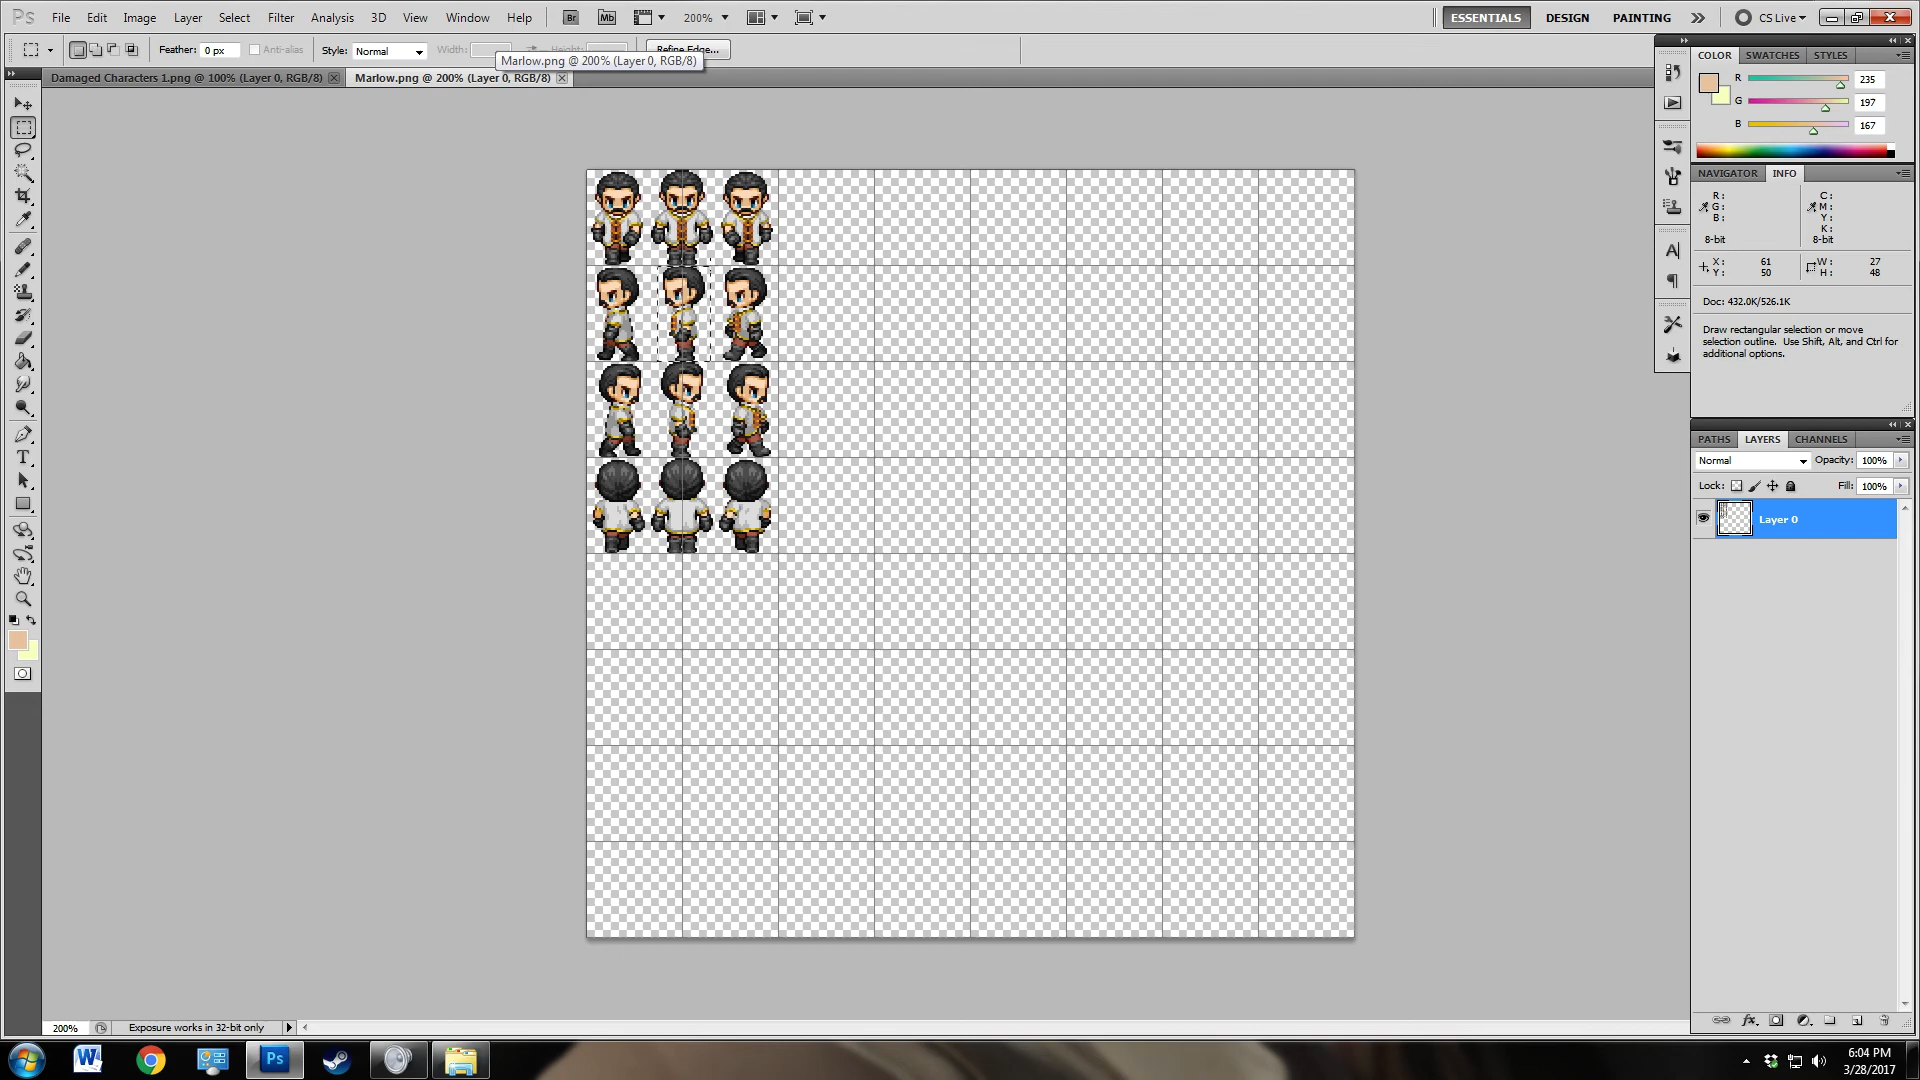 Ps File Edit Image Layer Select Filter Analysis 3D View Window Help Br Mb 200% ESSENTIALS DESIGN PAINTING CS Live
Feather: 0 px Anti-alias Style: Normal Width: Height: Refine Edge...
Marlow.png @ 200% (Layer 0, RGB/8)
Damaged Characters 1.png @ 100% (Layer 0, RGB/8) Marlow.png @ 200% (Layer 0, RGB/8)
COLOR SWATCHES STYLES
R 235
G 197
B 167
NAVIGATOR INFO
R: C:
G: M:
B: Y:
K:
8-bit 8-bit
X: 61 W: 27
Y: 50 H: 48
Doc: 432.0K/526.1K
Draw rectangular selection or move
selection outline. Use Shift, Alt, and Ctrl for
additional options.
PATHS LAYERS CHANNELS
Normal Opacity: 100%
Lock: Fill: 100%
Layer 0
200% Exposure works in 32-bit only
6:04 PM
3/28/2017